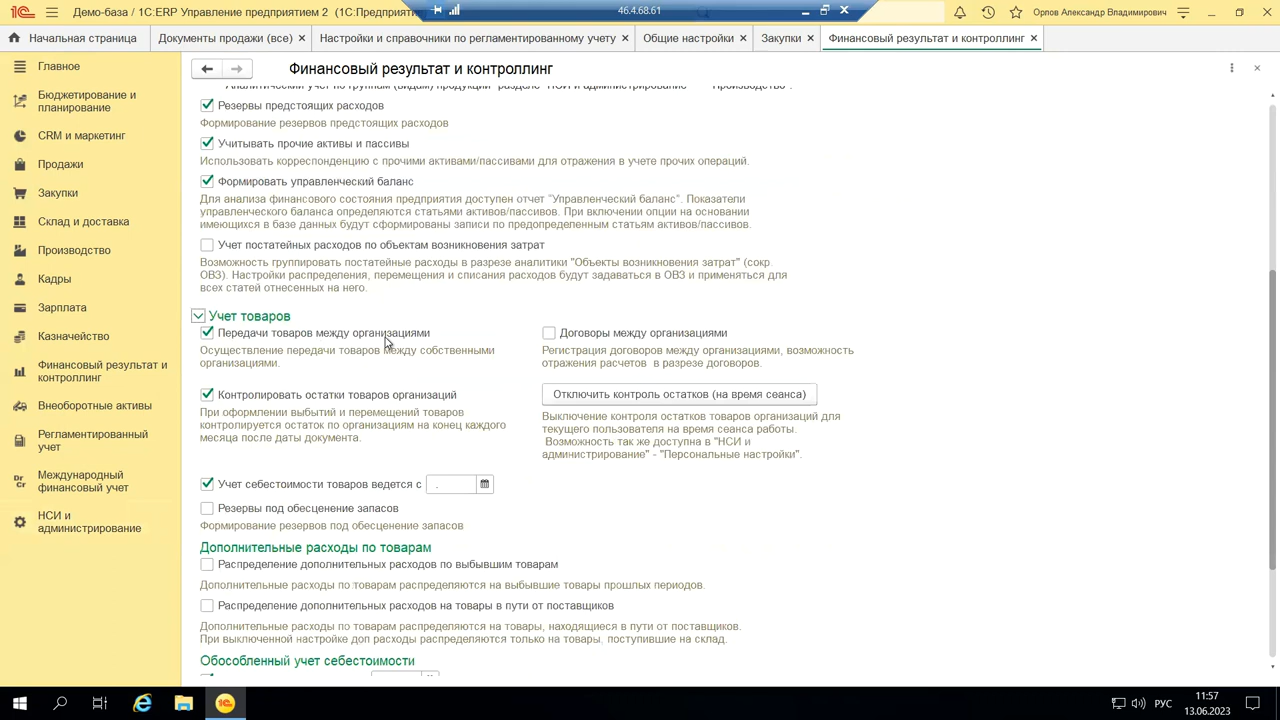 Демо-база / 1С:ERP Управление предприятием 2 (1С:Предприяти
46.4.68.61
Орлов Александр Владимирович
Начальная страница
Документы продажи (все) ×
Настройки и справочники по регламентированному учету ×
Общие настройки ×
Закупки ×
Финансовый результат и контроллинг ×
Главное
Бюджетирование и
планирование
CRM и маркетинг
Продажи
Закупки
Склад и доставка
Производство
Кадры
Зарплата
Казначейство
Финансовый результат и
контроллинг
Внеоборотные активы
Регламентированный
учет
Международный
финансовый учет
НСИ и
администрирование
Финансовый результат и контроллинг
Резервы предстоящих расходов
Формирование резервов предстоящих расходов
Учитывать прочие активы и пассивы
Использовать корреспонденцию с прочими активами/пассивами для отражения в учете прочих операций.
Формировать управленческий баланс
Для анализа финансового состояния предприятия доступен отчет "Управленческий баланс". Показатели
управленческого баланса определяются статьями активов/пассивов. При включении опции на основании
имеющихся в базе данных будут сформированы записи по предопределенным статьям активов/пассивов.
Учет постатейных расходов по объектам возникновения затрат
Возможность группировать постатейные расходы в разрезе аналитики "Объекты возникновения затрат" (сокр.
ОВЗ). Настройки распределения, перемещения и списания расходов будут задаваться в ОВЗ и применяться для
всех статей отнесенных на него.
Учет товаров
Передачи товаров между организациями
Осуществление передачи товаров между собственными
организациями.
Договоры между организациями
Регистрация договоров между организациями, возможность
отражения расчетов в разрезе договоров.
Контролировать остатки товаров организаций
При оформлении выбытий и перемещений товаров
контролируется остаток по организациям на конец каждого
месяца после даты документа.
Отключить контроль остатков (на время сеанса)
Выключение контроля остатков товаров организаций для
текущего пользователя на время сеанса работы.
Возможность так же доступна в "НСИ и
администрирование" - "Персональные настройки".
Учет себестоимости товаров ведется с .
Резервы под обесценение запасов
Формирование резервов под обесценение запасов
Дополнительные расходы по товарам
Распределение дополнительных расходов по выбывшим товарам
Дополнительные расходы по товарам распределяются на выбывшие товары прошлых периодов.
Распределение дополнительных расходов на товары в пути от поставщиков
Дополнительные расходы по товарам распределяются на товары, находящиеся в пути от поставщиков.
При выключенной настройке доп расходы распределяются только на товары, поступившие на склад.
Обособленный учет себестоимости
РУС
11:57
13.06.2023